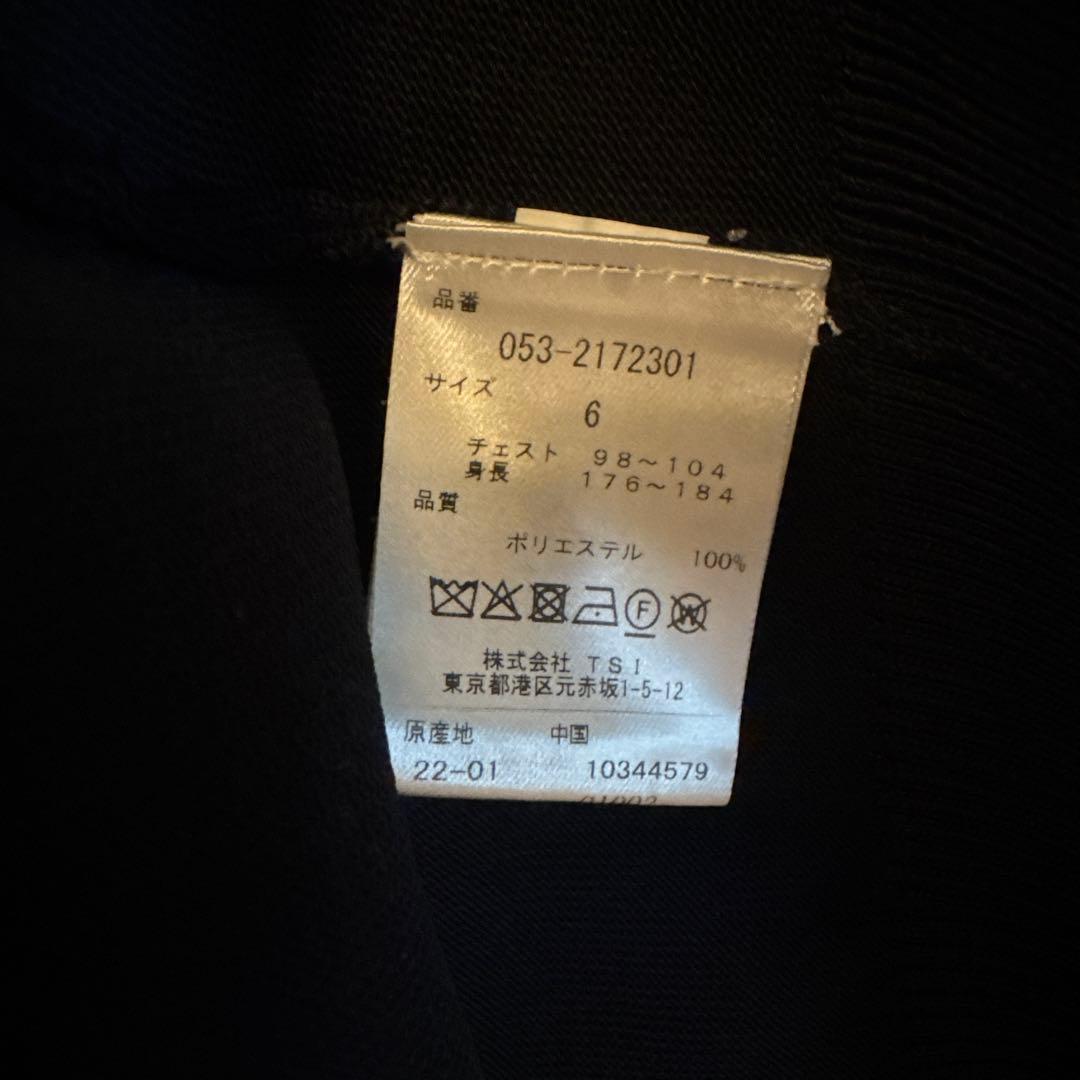 品番
053-2172301
サイズ
6
チェスト 98～104
身長 176～184
品質
ポリエステル 100%
F
W
株式会社 TSI
東京都港区元赤坂1-5-12
原産地 中国
22-01 10344579